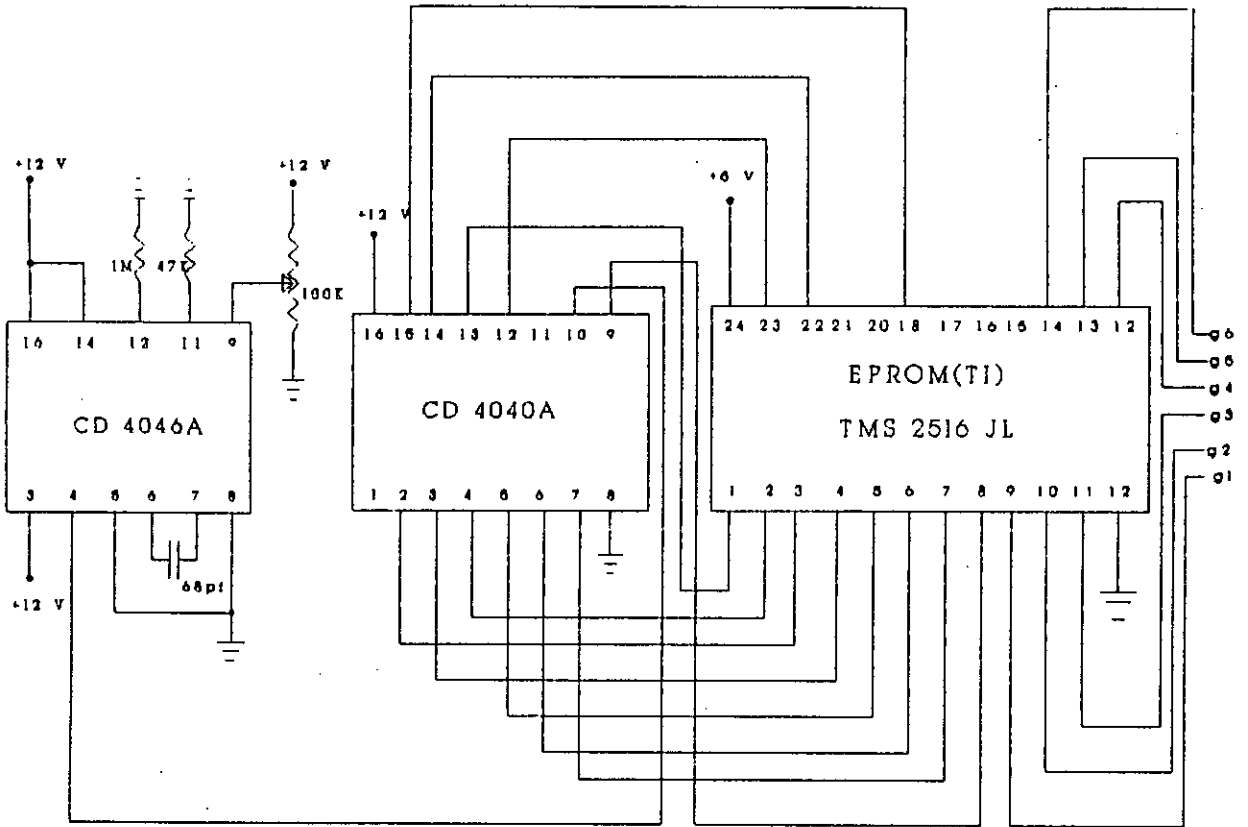 +12 V
1M
47K
+12 V
100K
16 14 12 11 9
CD 4046A
3 4 5 6 7 8
68pf
+12 V
+12 V
16 15 14 13 12 11 10 9
CD 4040A
1 2 3 4 5 6 7 8
+6 V
24 23 22 21 20 18 17 16 15 14 13 12
EPROM(TI)
TMS 2516 JL
1 2 3 4 5 6 7 8 9 10 11 12
g6
g5
g4
g3
g2
g1